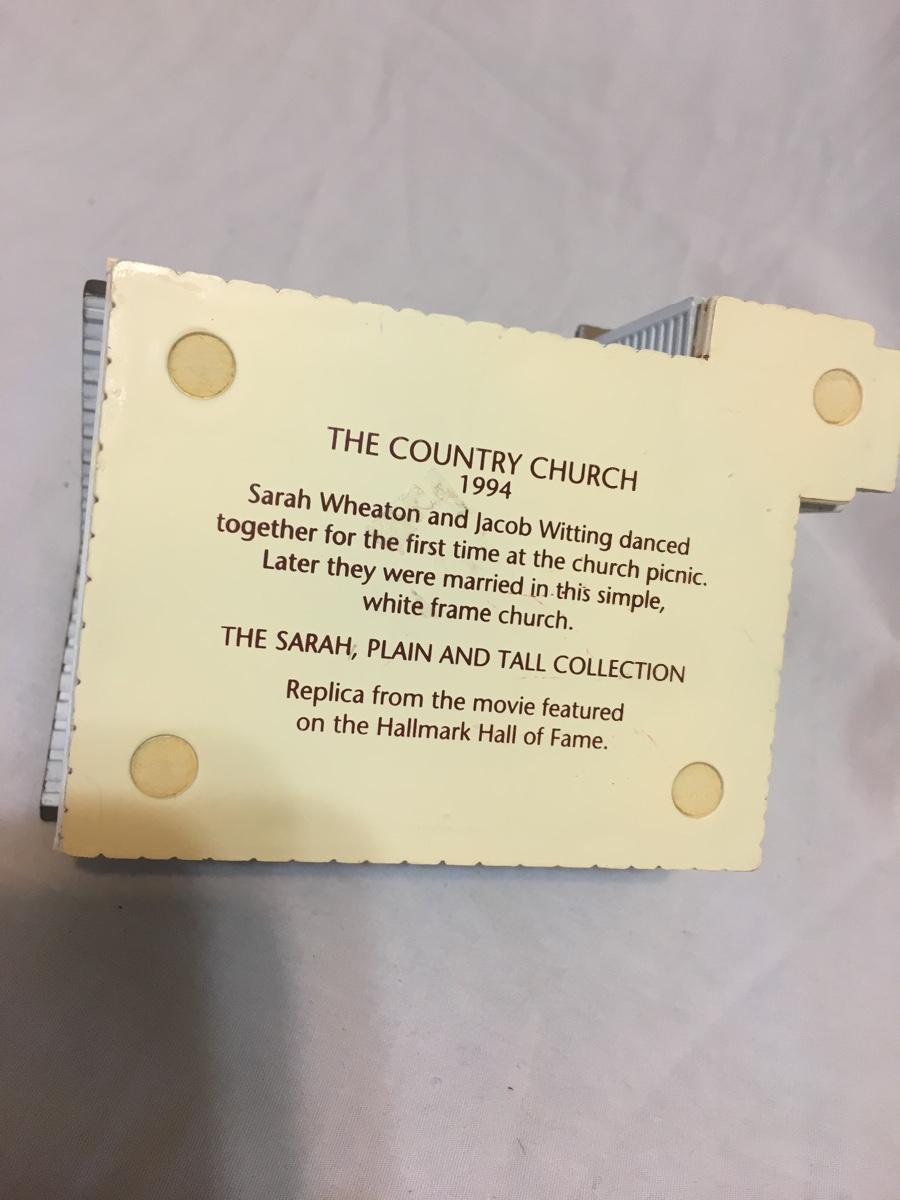 THE COUNTRY CHURCH
1994
Sarah Wheaton and Jacob Witting danced
together for the first time at the church picnic.
Later they were married in this simple,
white frame church.
THE SARAH, PLAIN AND TALL COLLECTION
Replica from the movie featured
on the Hallmark Hall of Fame.